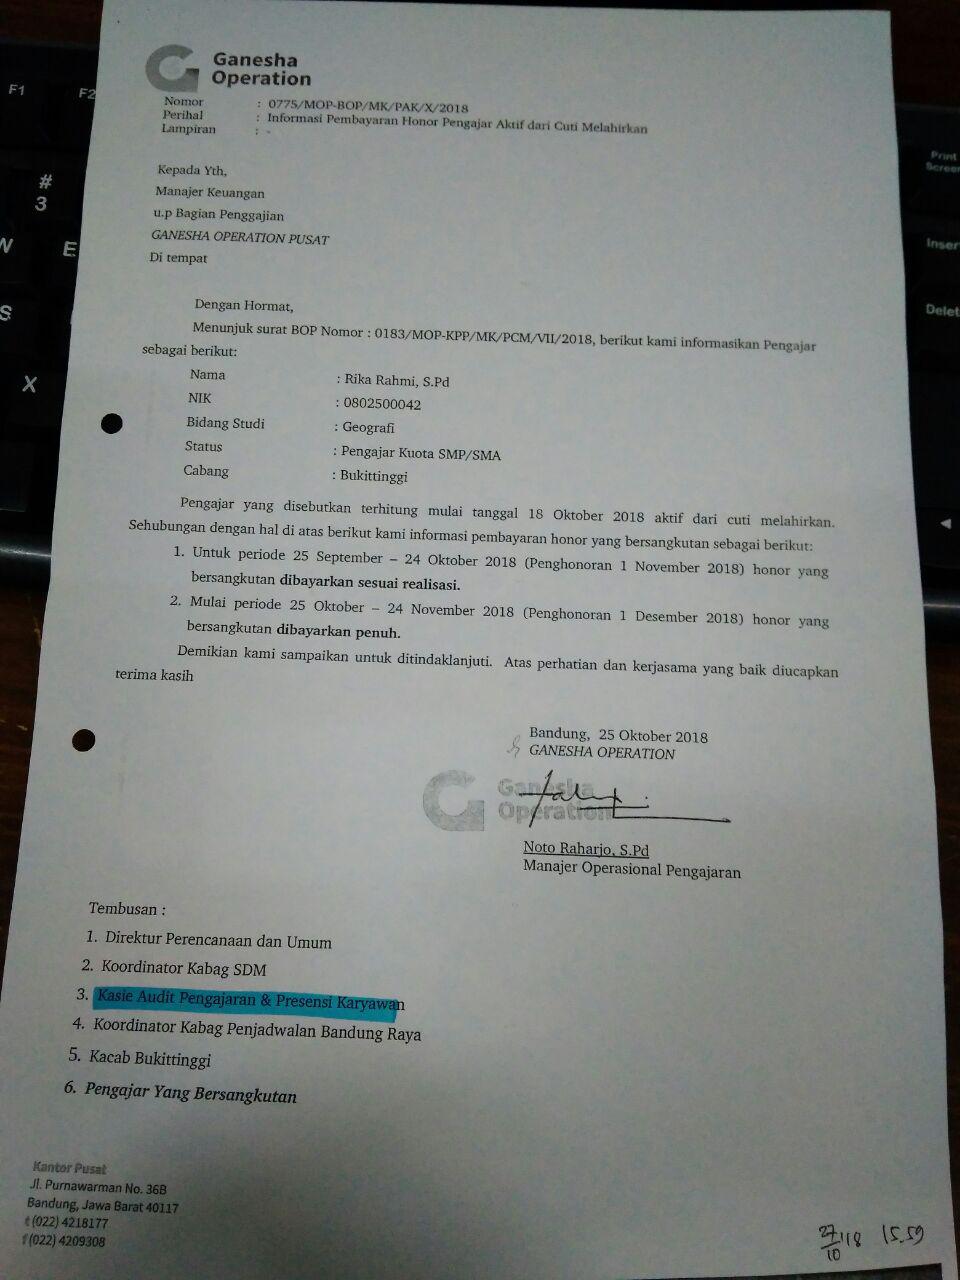 Ganesha
Operation
Nomor : 0775/MOP-BOP/MK/PAK/X/2018
Perihal : Informasi Pembayaran Honor Pengajar Aktif dari Cuti Melahirkan
Lampiran : -
Kepada Yth,
Manajer Keuangan
u.p Bagian Penggajian
GANESHA OPERATION PUSAT
Di tempat
Dengan Hormat,
Menunjuk surat BOP Nomor : 0183/MOP-KPP/MK/PCM/VII/2018, berikut kami informasikan Pengajar
sebagai berikut:
Nama : Rika Rahmi, S.Pd
NIK : 0802500042
Bidang Studi : Geografi
Status : Pengajar Kuota SMP/SMA
Cabang : Bukittinggi
Pengajar yang disebutkan terhitung mulai tanggal 18 Oktober 2018 aktif dari cuti melahirkan.
Sehubungan dengan hal di atas berikut kami informasi pembayaran honor yang bersangkutan sebagai berikut:
1. Untuk periode 25 September – 24 Oktober 2018 (Penghonoran 1 November 2018) honor yang
bersangkutan dibayarkan sesuai realisasi.
2. Mulai periode 25 Oktober – 24 November 2018 (Penghonoran 1 Desember 2018) honor yang
bersangkutan dibayarkan penuh.
Demikian kami sampaikan untuk ditindaklanjuti. Atas perhatian dan kerjasama yang baik diucapkan
terima kasih
Bandung, 25 Oktober 2018
GANESHA OPERATION
Ganesha
Operation
Noto Raharjo, S.Pd
Manajer Operasional Pengajaran
Tembusan :
1. Direktur Perencanaan dan Umum
2. Koordinator Kabag SDM
3. Kasie Audit Pengajaran & Presensi Karyawan
4. Koordinator Kabag Penjadwalan Bandung Raya
5. Kacab Bukittinggi
6. Pengajar Yang Bersangkutan
Kantor Pusat
Jl. Purnawarman No. 36B
Bandung, Jawa Barat 40117
t (022) 4218177
f (022) 4209308
27/10 '18 15.59
F1
F2
#
3
W
E
S
X
Print
Screen
Insert
Delet